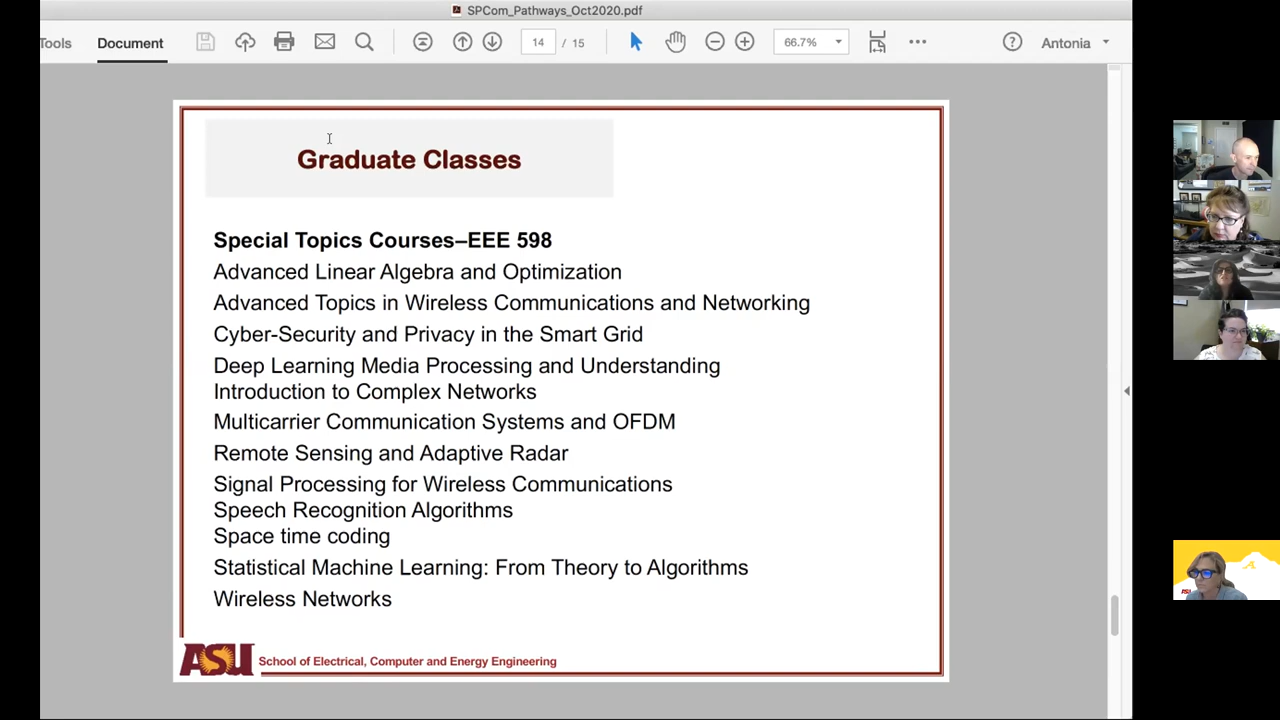 SPCom_Pathways_Oct2020.pdf
Tools
Document
14 / 15
66.7%
Antonia
Graduate Classes
Special Topics Courses–EEE 598
Advanced Linear Algebra and Optimization
Advanced Topics in Wireless Communications and Networking
Cyber-Security and Privacy in the Smart Grid
Deep Learning Media Processing and Understanding
Introduction to Complex Networks
Multicarrier Communication Systems and OFDM
Remote Sensing and Adaptive Radar
Signal Processing for Wireless Communications
Speech Recognition Algorithms
Space time coding
Statistical Machine Learning: From Theory to Algorithms
Wireless Networks
ASU School of Electrical, Computer and Energy Engineering